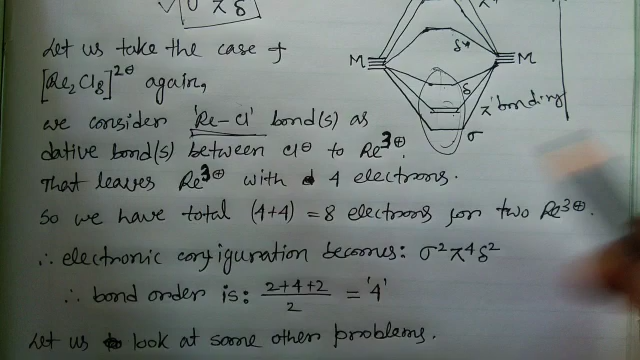 √ σ π δ
π*
Let us take the case of
M δ* M
[Re2Cl8]2⊖ again,
δ
π bonding
we consider 'Re-Cl' bond(s) as
σ
dative bond(s) between Cl⊖ to Re3⊕.
That leaves Re3⊕ with 4 electrons.
So we have total (4+4) = 8 electrons for two Re3⊕.
∴ electronic configuration becomes: σ2π4δ2
∴ bond order is: (2+4+2)/2 = '4'
Let us look at some other problems.